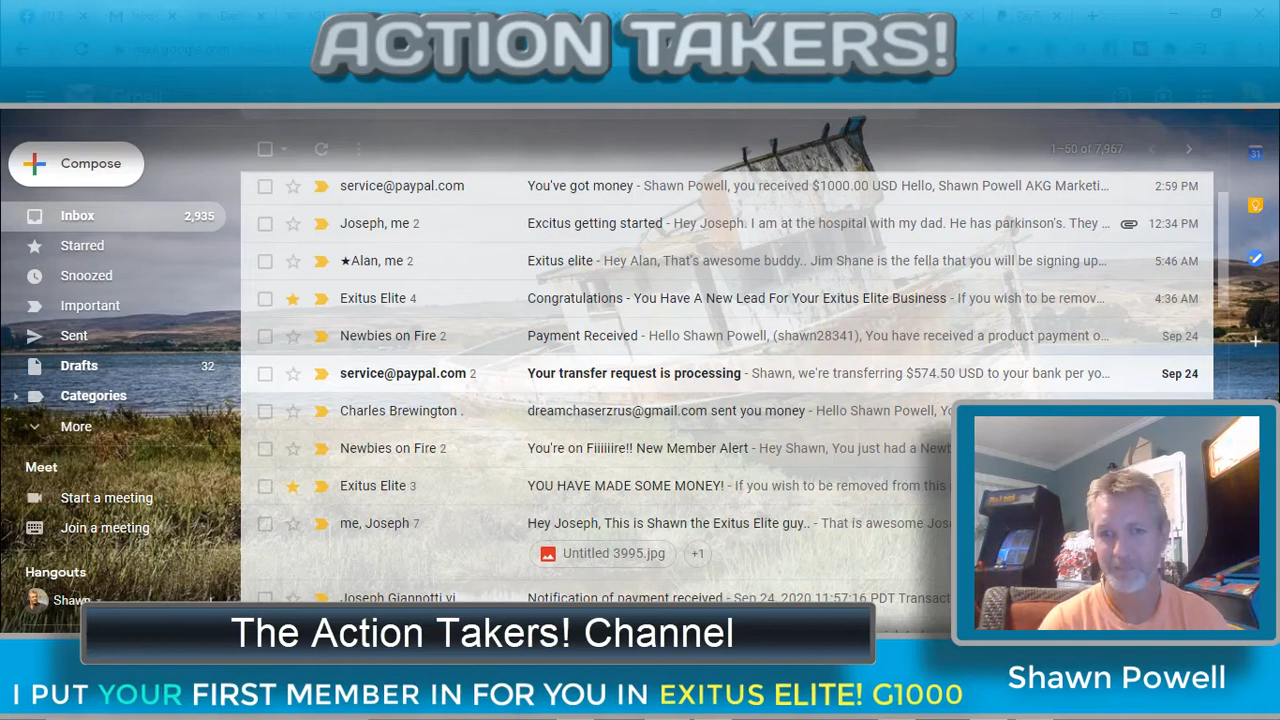 ACTION TAKERS!
Compose
1–50 of 7,967
31
Inbox 2,935
Starred
Snoozed
Important
Sent
Drafts 32
Categories
More
Meet
Start a meeting
Join a meeting
Hangouts
Shawn
service@paypal.com You've got money - Shawn Powell, you received $1000.00 USD Hello, Shawn Powell AKG Marketi... 2:59 PM
Joseph, me 2 Excitus getting started - Hey Joseph. I am at the hospital with my dad. He has parkinson's. They ... 12:34 PM
★Alan, me 2 Exitus elite - Hey Alan, That's awesome buddy.. Jim Shane is the fella that you will be signing up... 5:46 AM
Exitus Elite 4 Congratulations - You Have A New Lead For Your Exitus Elite Business - If you wish to be remov... 4:36 AM
Newbies on Fire 2 Payment Received - Hello Shawn Powell, (shawn28341), You have received a product payment o... Sep 24
service@paypal.com 2 Your transfer request is processing - Shawn, we're transferring $574.50 USD to your bank per yo... Sep 24
Charles Brewington . dreamchaserzrus@gmail.com sent you money - Hello Shawn Powell, Yo
Newbies on Fire 2 You're on Fiiiiiire!! New Member Alert - Hey Shawn, You just had a Newb
Exitus Elite 3 YOU HAVE MADE SOME MONEY! - If you wish to be removed from this
me, Joseph 7 Hey Joseph, This is Shawn the Exitus Elite guy.. - That is awesome Jos
Untitled 3995.jpg +1
Joseph Giannotti vi. Notification of payment received - Sep 24, 2020 11:57:16 PDT Transact
The Action Takers! Channel
Shawn Powell
I PUT YOUR FIRST MEMBER IN FOR YOU IN EXITUS ELITE! G1000